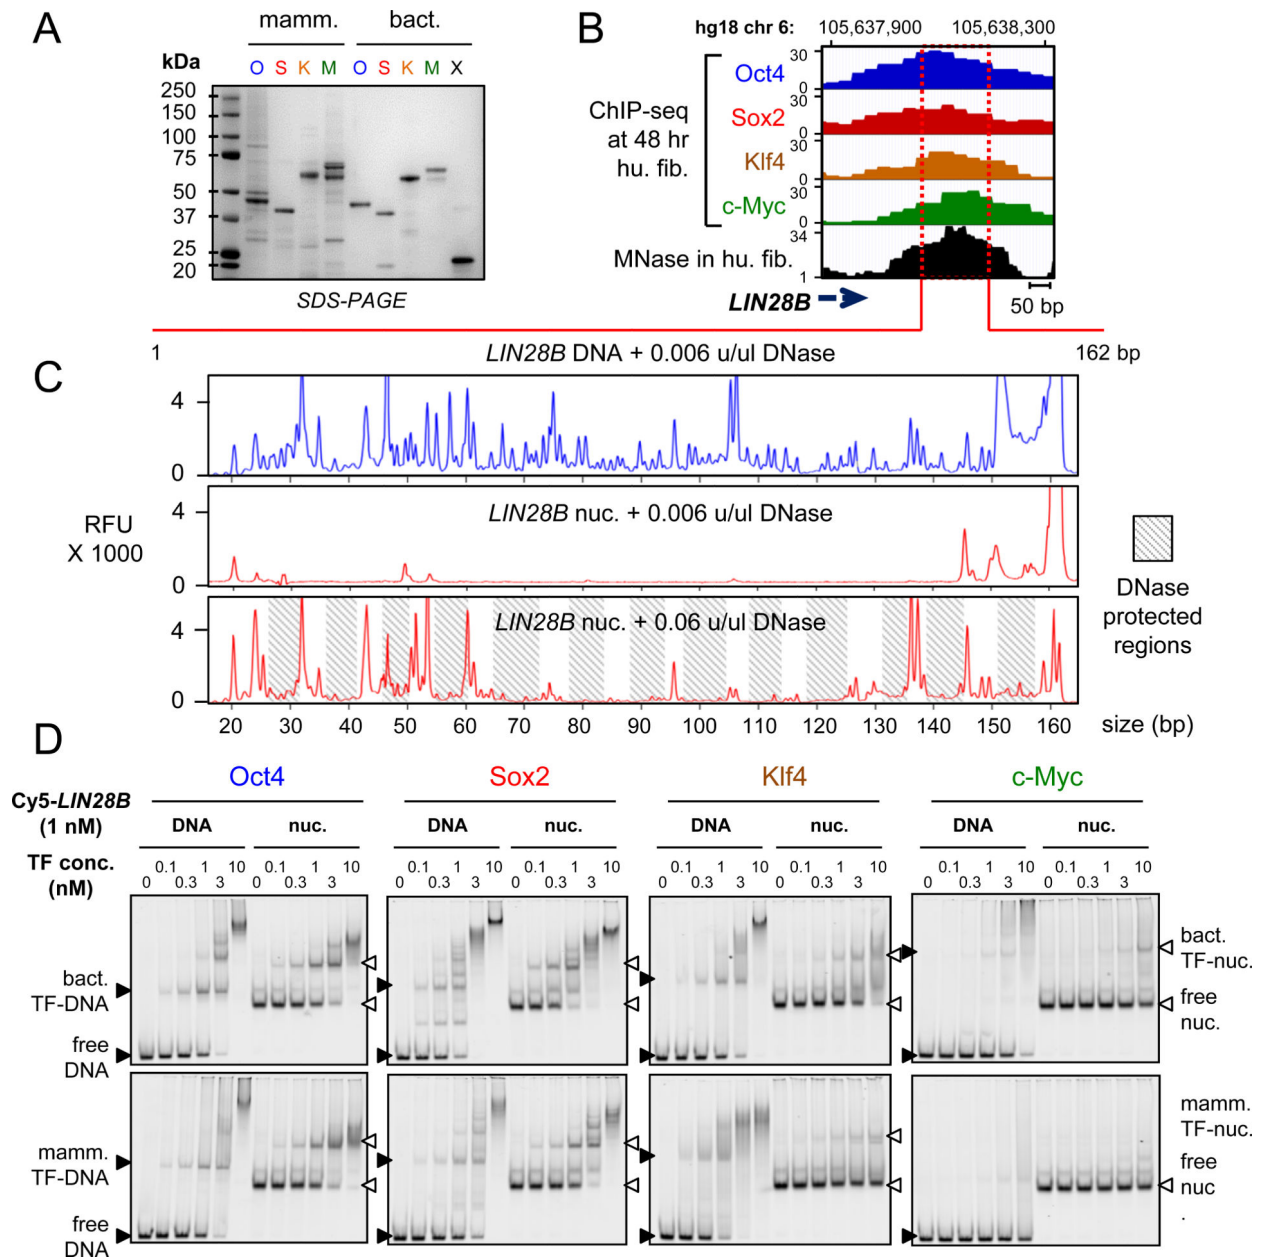 A
mamm. bact.
kDa
O S K M O S K M X
250
150
100
75
50
37
25
20
SDS-PAGE
B
hg18 chr 6: 105,637,900 105,638,300
ChIP-seq
at 48 hr
hu. fib.
30
Oct4
0
30
Sox2
0
30
Klf4
0
30
c-Myc
0
34
MNase in hu. fib.
1
LIN28B
50 bp
C
1 LIN28B DNA + 0.006 u/ul DNase 162 bp
4
0
LIN28B nuc. + 0.006 u/ul DNase
4
0
RFU
X 1000
LIN28B nuc. + 0.06 u/ul DNase
4
0
DNase
protected
regions
20 30 40 50 60 70 80 90 100 110 120 130 140 150 160 size (bp)
D
Oct4 Sox2 Klf4 c-Myc
Cy5-LIN28B
(1 nM)
DNA nuc. DNA nuc. DNA nuc. DNA nuc.
TF conc.
(nM)
0.1 1 10 0.1 1 10 0.1 1 10 0.1 1 10 0.1 1 10 0.1 1 10 0.1 1 10 0.1 1 10
0 0.3 3 0 0.3 3 0 0.3 3 0 0.3 3 0 0.3 3 0 0.3 3 0 0.3 3 0 0.3 3
bact.
TF-DNA
free
DNA
bact.
TF-nuc.
free
nuc.
mamm.
TF-DNA
free
DNA
mamm.
TF-nuc.
free
nuc
.